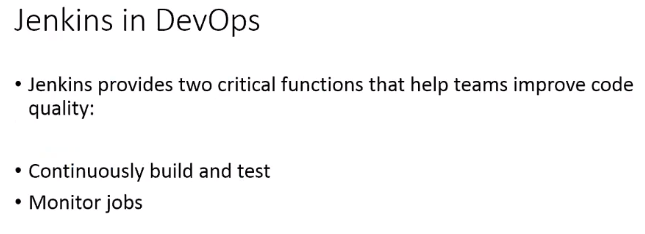 Jenkins in DevOps
• Jenkins provides two critical functions that help teams improve code
quality:
• Continuously build and test
• Monitor jobs